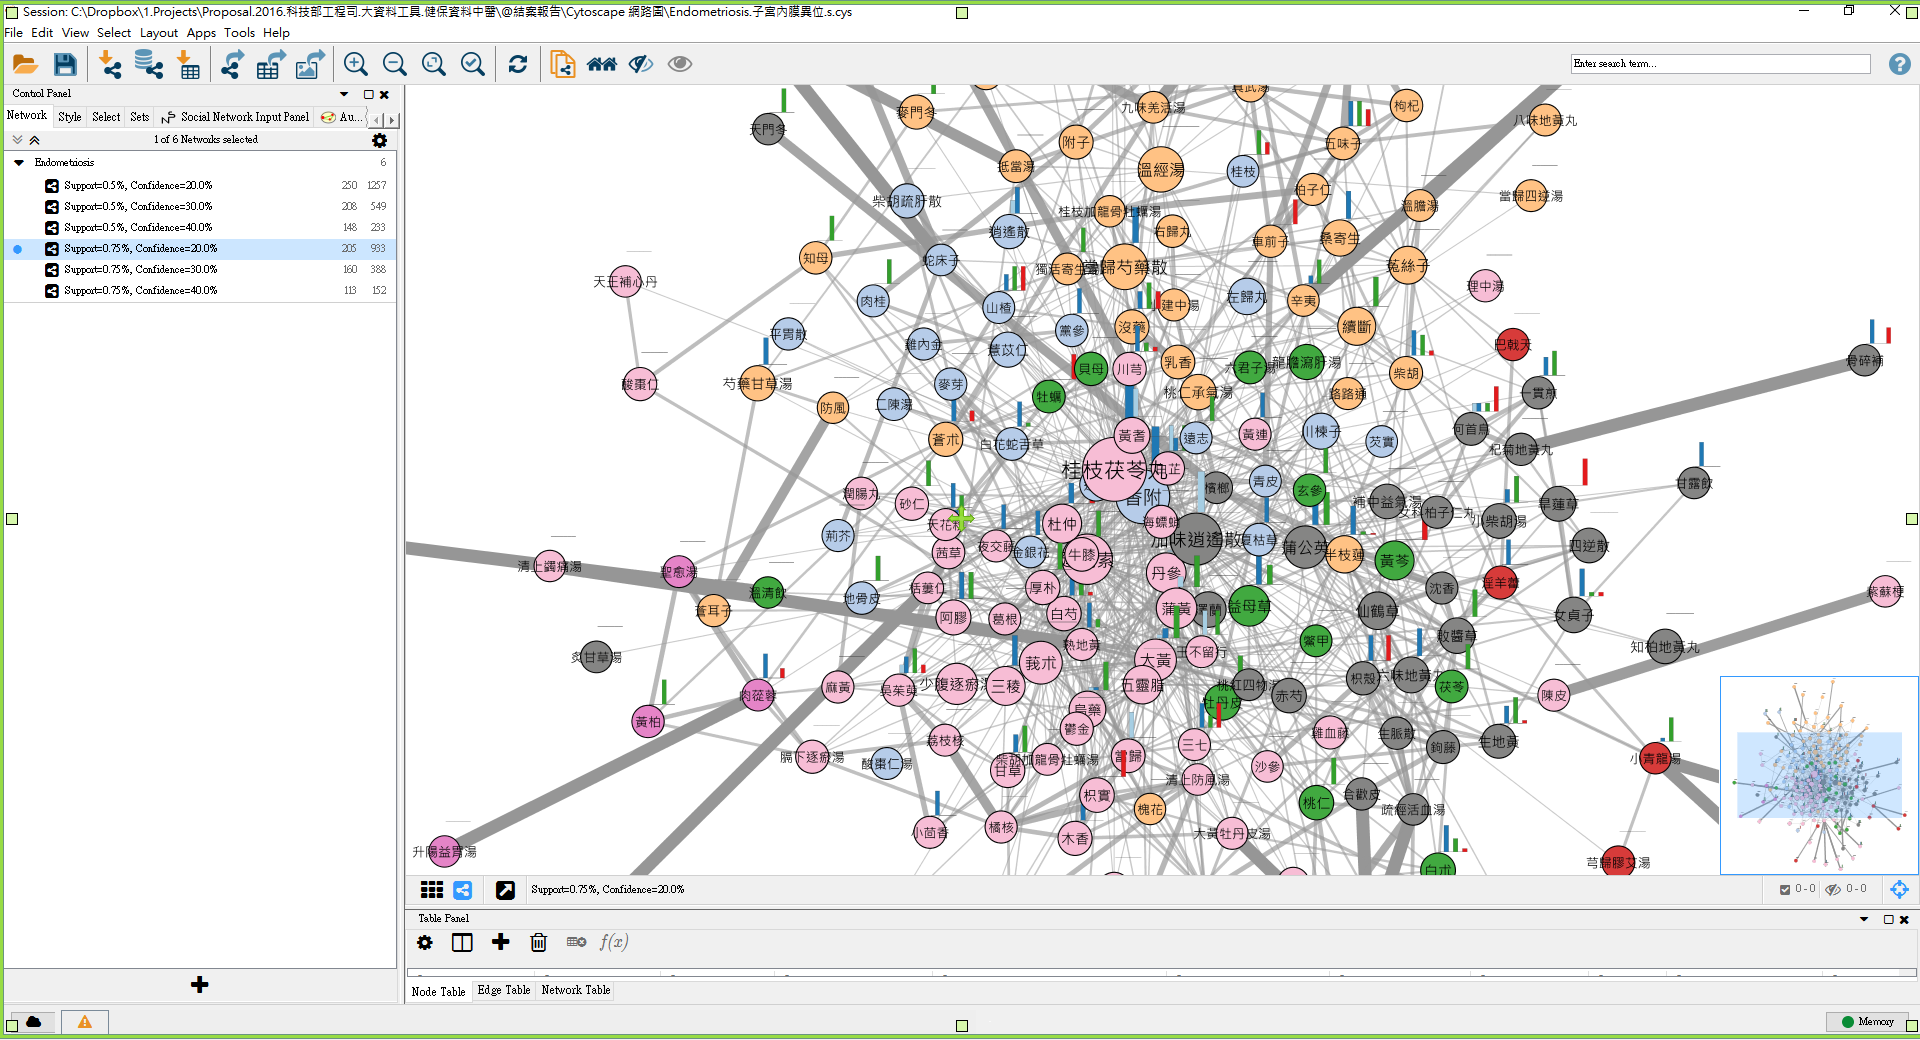 Session: C:\Dropbox\1.Projects\Proposal.2016.科技部工程司.大資料工具.健保資料中醫\@結案報告\Cytoscape 網路圖\Endometriosis.子宮內膜異位.s.cys
File Edit View Select Layout Apps Tools Help
Enter search term...
Control Panel
Network Style Select Sets Social Network Input Panel Au...
1 of 6 Networks selected
Endometriosis 6
Support=0.5%, Confidence=20.0% 250 1257
Support=0.5%, Confidence=30.0% 208 549
Support=0.5%, Confidence=40.0% 148 233
Support=0.75%, Confidence=20.0% 205 933
Support=0.75%, Confidence=30.0% 160 388
Support=0.75%, Confidence=40.0% 113 152
真武湯
九味羌活湯
枸杞
麥門冬
八味地黃丸
天門冬
附子
五味子
抵當湯
溫經湯
桂枝
柏子仁
當歸四逆湯
柴胡疏肝散
桂枝加龍骨牡蠣湯
溫膽湯
逍遙散
右歸丸
車前子
桑寄生
知母
蛇床子
當歸芍藥散
菟絲子
天王補心丹
理中湯
肉桂
山楂
左歸丸
辛夷
建中湯
平胃散
黨參
沒藥
續斷
雞內金
薏苡仁
巴戟天
骨碎補
乳香
六君子湯
龍膽瀉肝湯
貝母
川芎
柴胡
酸棗仁
芍藥甘草湯
麥芽
牡蠣
桃仁承氣湯
路路通
一貫煎
防風
二陳湯
蒼朮
白花蛇舌草
黃耆
遠志
黃連
川楝子
芡實
何首烏
杞菊地黃丸
桂枝茯苓丸
青皮
檳榔
玄參
甘露飲
潤腸丸
砂仁
香附
補中益氣湯
旱蓮草
天花粉
杜仲
海螵蛸
女科柏子仁丸
柴胡湯
荊芥
茜草
夜交藤
金銀花
牛膝
加味逍遙散
夏枯草
蒲公英
半枝蓮
黃芩
四逆散
清上蠲痛湯
聖愈湯
丹參
淫羊藿
溫清飲
地骨皮
栝蔞仁
厚朴
沈香
紫蘇梗
蒼耳子
阿膠
葛根
白芍
蒲黃
澤蘭
益母草
仙鶴草
女貞子
熟地黃
鱉甲
敗醬草
知柏地黃丸
炙甘草湯
莪朮
大黃
王不留行
肉蓯蓉
麻黃
吳茱萸
少腹逐瘀湯
三稜
五靈脂
桃紅四物湯
赤芍
枳殼
六味地黃丸
茯苓
陳皮
牡丹皮
黃柏
烏藥
鬱金
荔枝核
三七
雞血藤
生脈散
鉤藤
生地黃
膈下逐瘀湯
酸棗仁湯
柴胡加龍骨牡蠣湯
當歸
甘草
沙參
小青龍湯
清上防風湯
枳實
槐花
桃仁
合歡皮
疏經活血湯
小茴香
橘核
木香
大黃牡丹皮湯
升陽益胃湯
芎歸膠艾湯
白朮
Support=0.75%, Confidence=20.0%
0 - 0 0 - 0
Table Panel
f(x)
Node Table Edge Table Network Table
Memory